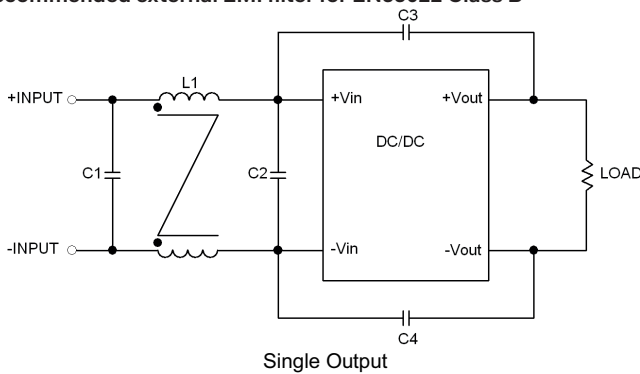 external EMI filter for EN55022 Class B
C3
L1
+INPUT
+Vin
+Vout
DC/DC
C1
C2
LOAD
-INPUT
-Vin
-Vout
C4
Single Output